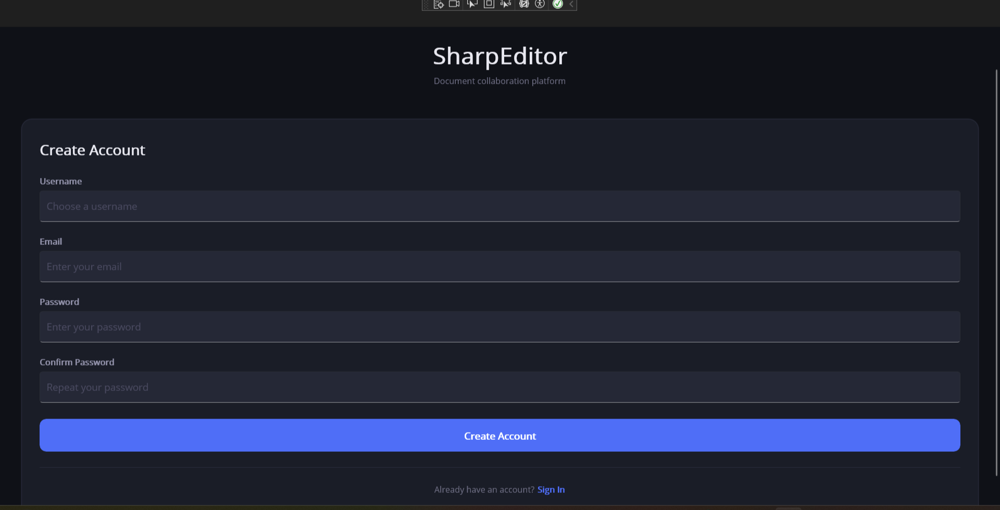 SharpEditor
Document collaboration platform
Create Account
Username
Choose a username
Email
Enter your email
Password
Enter your password
Confirm Password
Repeat your password
Create Account
Already have an account? Sign In